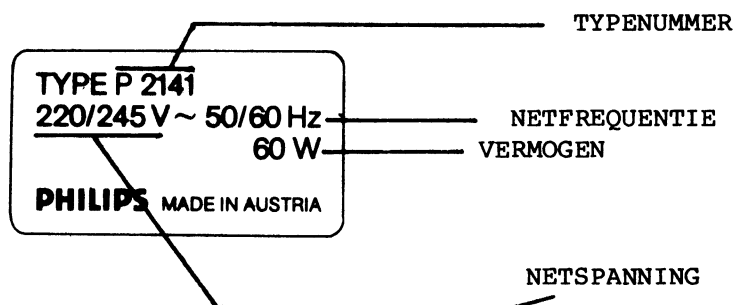 TYPENUMMER
TYPE P 2141
220/245 V ~ 50/60 Hz
NETFREQUENTIE
60 W
VERMOGEN
PHILIPS MADE IN AUSTRIA
NETSPANNING